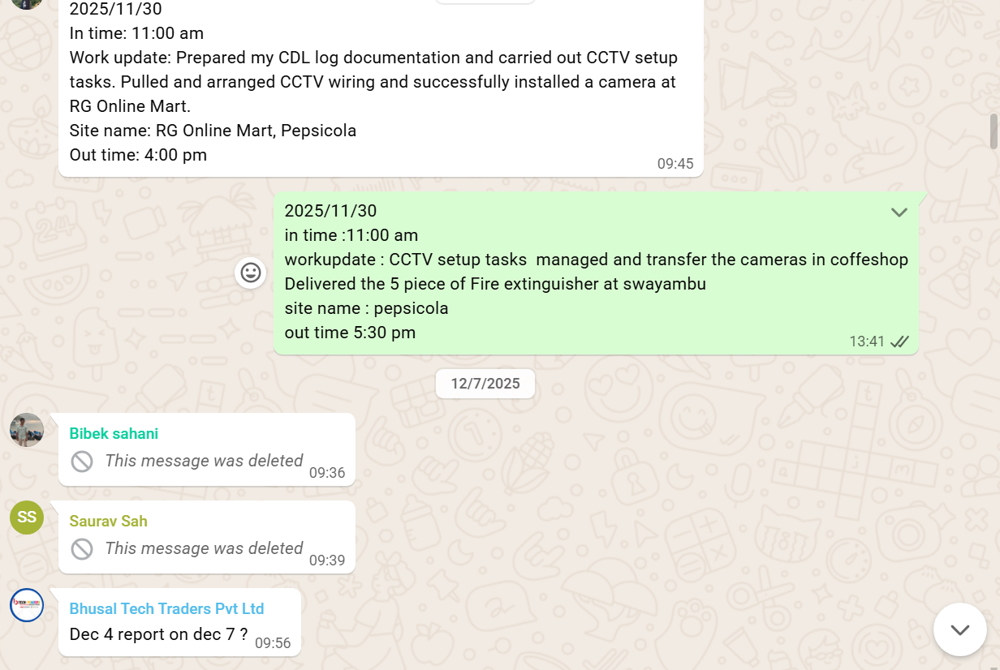 2025/11/30
In time: 11:00 am
Work update: Prepared my CDL log documentation and carried out CCTV setup
tasks. Pulled and arranged CCTV wiring and successfully installed a camera at
RG Online Mart.
Site name: RG Online Mart, Pepsicola
Out time: 4:00 pm
09:45
2025/11/30
in time :11:00 am
workupdate : CCTV setup tasks  managed and transfer the cameras in coffeshop
Delivered the 5 piece of Fire extinguisher at swayambu
site name : pepsicola
out time 5:30 pm
13:41
12/7/2025
Bibek sahani
This message was deleted
09:36
SS
Saurav Sah
This message was deleted
09:39
Bhusal Tech Traders Pvt Ltd
Dec 4 report on dec 7 ?
09:56